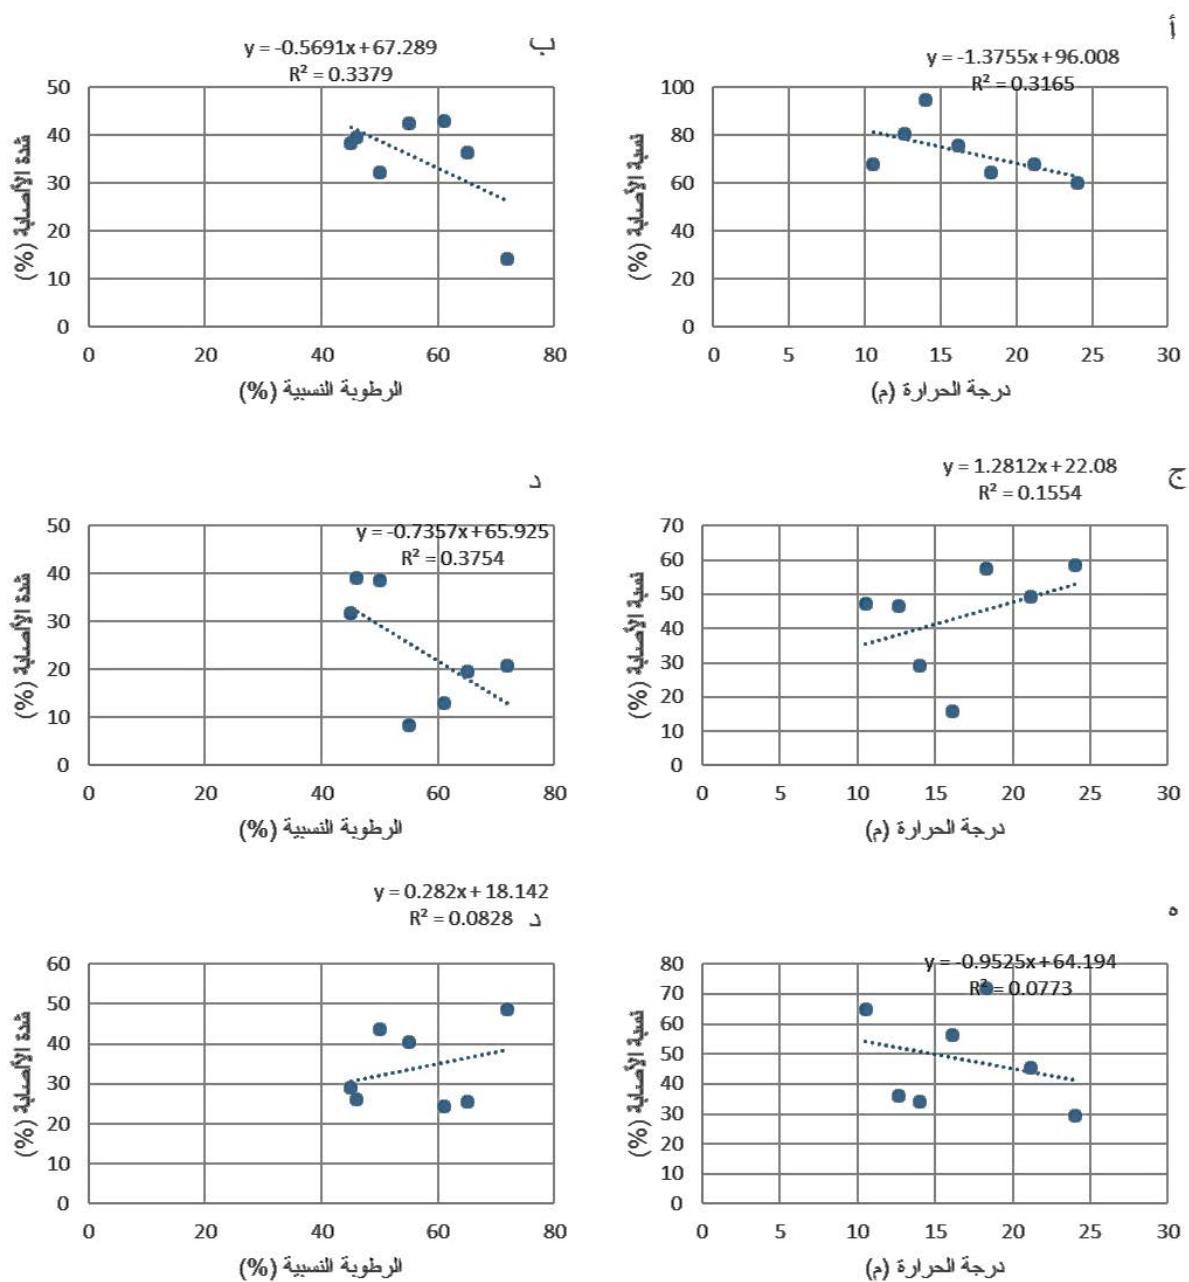 أ
y = -1.3755x + 96.008
R² = 0.3165
100
80
60
40
20
0
نسبة الأصابة (%)
0 5 10 15 20 25 30
درجة الحرارة (م)
ب
y = -0.5691x + 67.289
R² = 0.3379
50
40
30
20
10
0
شدة الأالصابة (%)
0 20 40 60 80
الرطوبة النسبية (%)
ج
y = 1.2812x + 22.08
R² = 0.1554
70
60
50
40
30
20
10
0
نسبة الأصابة (%)
0 5 10 15 20 25 30
درجة الحرارة (م)
د
y = -0.7357x + 65.925
R² = 0.3754
50
40
30
20
10
0
شدة الأالصابة (%)
0 20 40 60 80
الرطوبة النسبية (%)
ه
y = -0.9525x + 64.194
R² = 0.0773
80
70
60
50
40
30
20
10
0
نسبة الأصابة (%)
0 5 10 15 20 25 30
درجة الحرارة (م)
y = 0.282x + 18.142
R² = 0.0828
د
60
50
40
30
20
10
0
شدة الأالصابة (%)
0 20 40 60 80
الرطوبة النسبية (%)